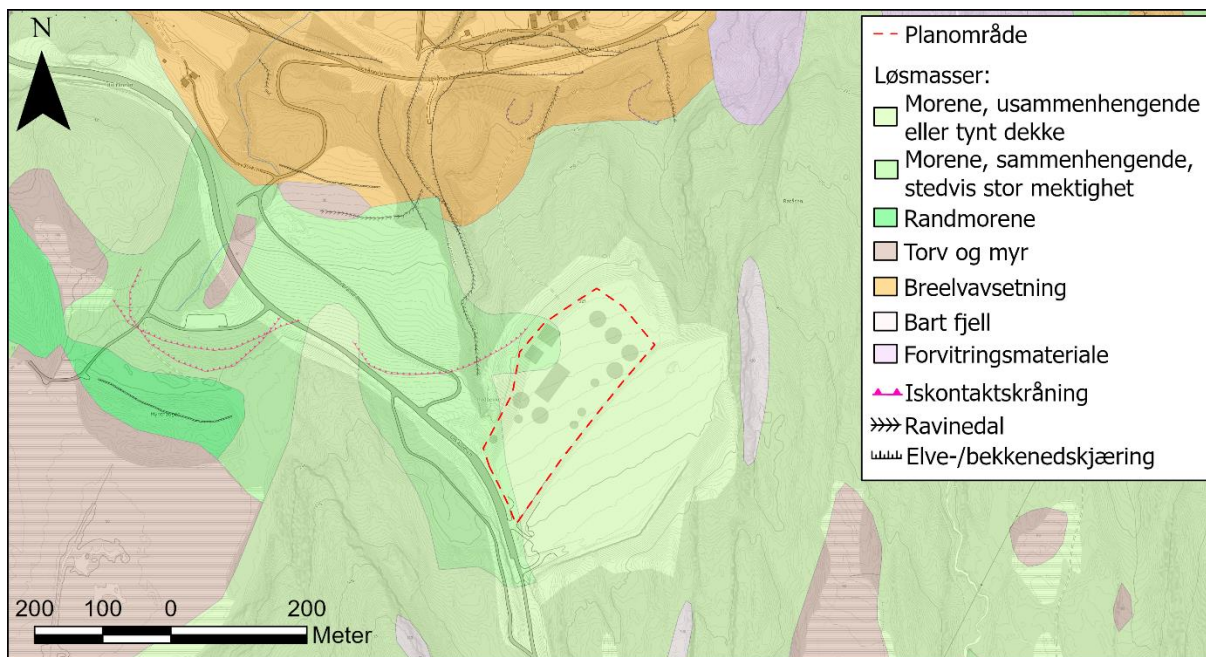 N
Planområde
Løsmasser:
Morene, usammenhengende
eller tynt dekke
Morene, sammenhengende,
stedvis stor mektighet
Randmorene
Torv og myr
Breelvavsetning
Bart fjell
Forvitringsmateriale
Iskontaktskråning
Ravinedal
Elve-/bekkenedskjæring
200 100 0 200
Meter